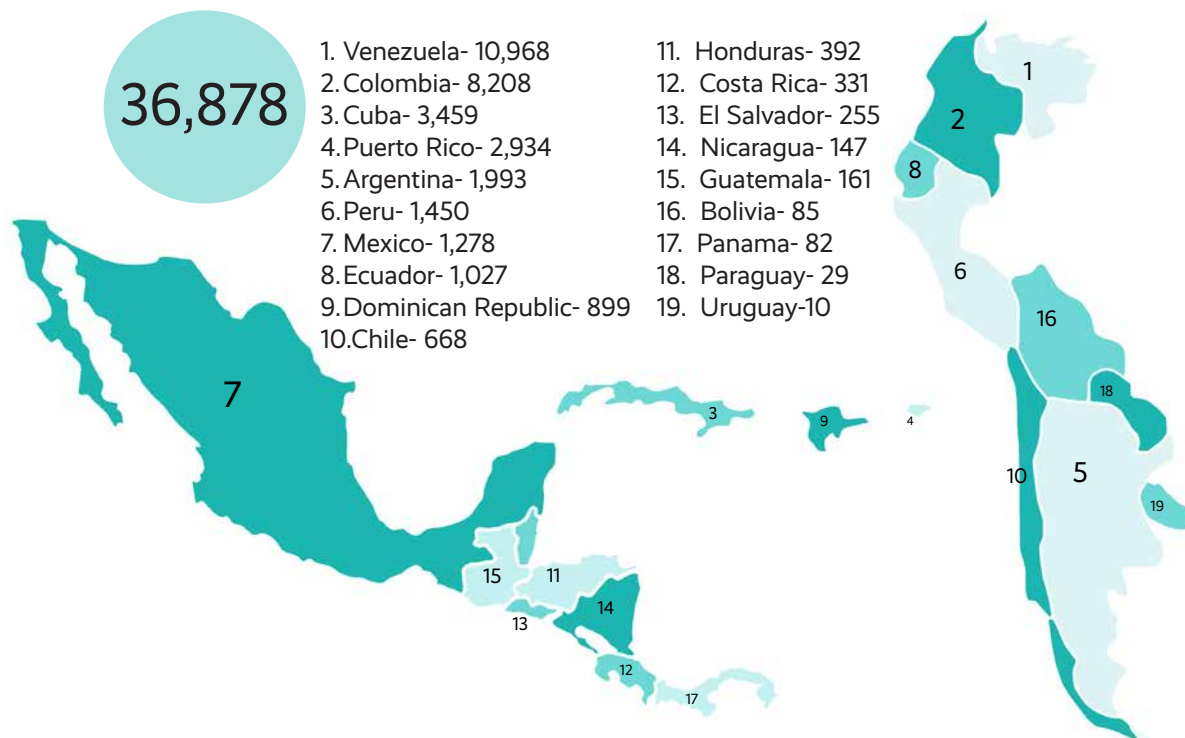 36,878
1. Venezuela- 10,968
2. Colombia- 8,208
3. Cuba- 3,459
4. Puerto Rico- 2,934
5. Argentina- 1,993
6. Peru- 1,450
7. Mexico- 1,278
8. Ecuador- 1,027
9. Dominican Republic- 899
10.Chile- 668
11. Honduras- 392
12. Costa Rica- 331
13. El Salvador- 255
14. Nicaragua- 147
15. Guatemala- 161
16. Bolivia- 85
17. Panama- 82
18. Paraguay- 29
19. Uruguay-10
1
2
8
6
16
18
7
3
9
4
10
5
19
15
11
14
13
12
17